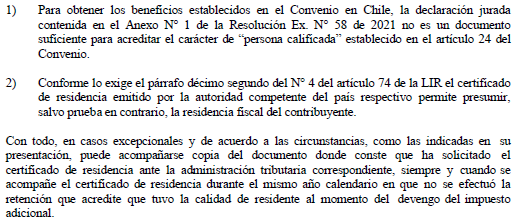 1) Para obtener los beneficios establecidos en el Convenio en Chile, la declaración jurada
contenida en el Anexo N° 1 de la Resolución Ex. N° 58 de 2021 no es un documento
suficiente para acreditar el carácter de “persona calificada” establecido en el artículo 24 del
Convenio.
2) Conforme lo exige el párrafo décimo segundo del N° 4 del artículo 74 de la LIR el certificado
de residencia emitido por la autoridad competente del país respectivo permite presumir,
salvo prueba en contrario, la residencia fiscal del contribuyente.
Con todo, en casos excepcionales y de acuerdo a las circunstancias, como las indicadas en su
presentación, puede acompañarse copia del documento donde conste que ha solicitado el
certificado de residencia ante la administración tributaria correspondiente, siempre y cuando se
acompañe el certificado de residencia durante el mismo año calendario en que no se efectuó la
retención que acredite que tuvo la calidad de residente al momento del devengo del impuesto
adicional.